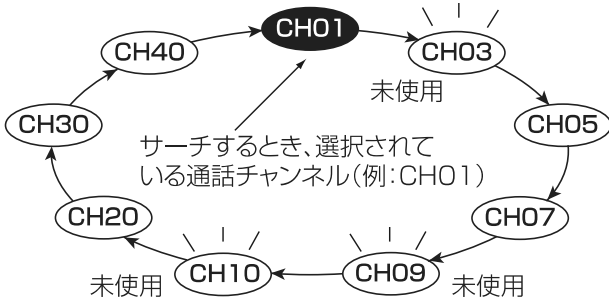 CH01
CH03
未使用
CH05
CH07
CH09
未使用
CH10
未使用
CH20
CH30
CH40
サーチするとき、選択されて
いる通話チャンネル(例:CH01)